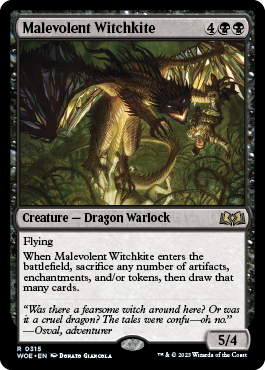 Malevolent Witchkite 4
Creature — Dragon Warlock
Flying
When Malevolent Witchkite enters the
battlefield, sacrifice any number of artifacts,
enchantments, and/or tokens, then draw that
many cards.
“Was there a fearsome witch around here? Or was
it a cruel dragon? The tales were confu—oh no.”
—Osval, adventurer
5/4
R 0315
WOE • EN Donato Giancola
™ & © 2023 Wizards of the Coast